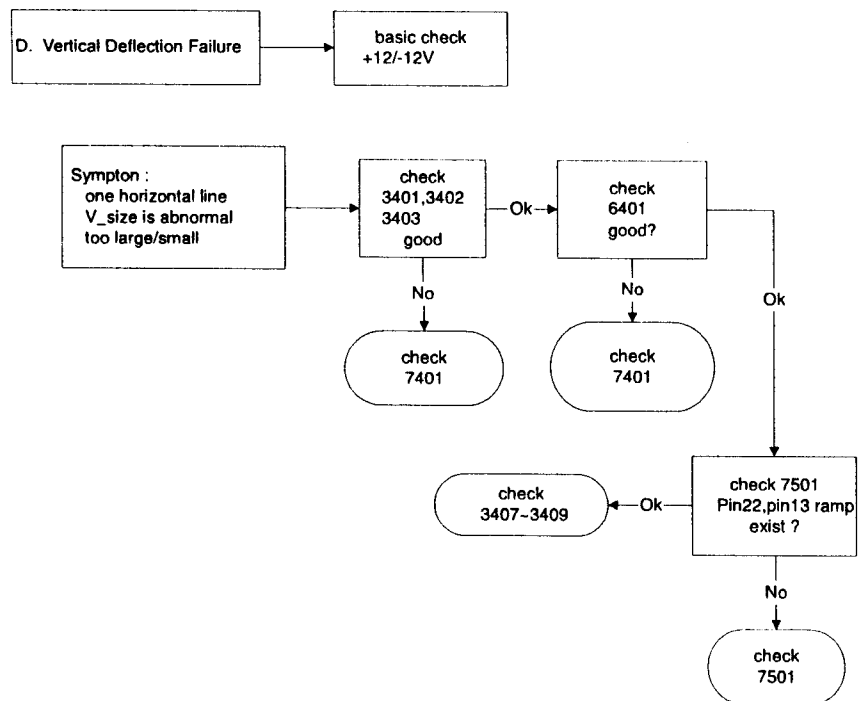 D. Vertical Deflection Failure
basic check
+12/-12V
Sympton :
one horizontal line
V_size is abnormal
too large/small
check
3401,3402
3403
good
Ok
check
6401
good?
No
No
Ok
check
7401
check
7401
check 7501
Pin22,pin13 ramp
exist ?
Ok
check
3407~3409
No
check
7501